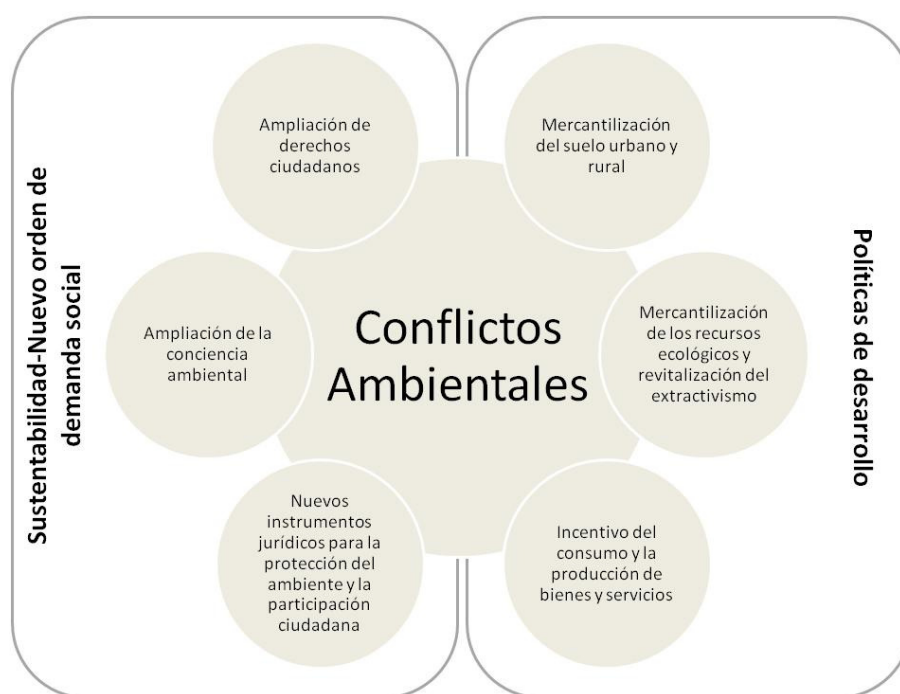 Sustentabilidad-Nuevo orden de
demanda social
Ampliación de
derechos
ciudadanos
Ampliación de la
conciencia
ambiental
Nuevos
instrumentos
jurídicos para la
protección del
ambiente y la
participación
ciudadana
Conflictos
Ambientales
Mercantilización
del suelo urbano y
rural
Mercantilización
de los recursos
ecológicos y
revitalización del
extractivismo
Incentivo del
consumo y la
producción de
bienes y servicios
Políticas de desarrollo